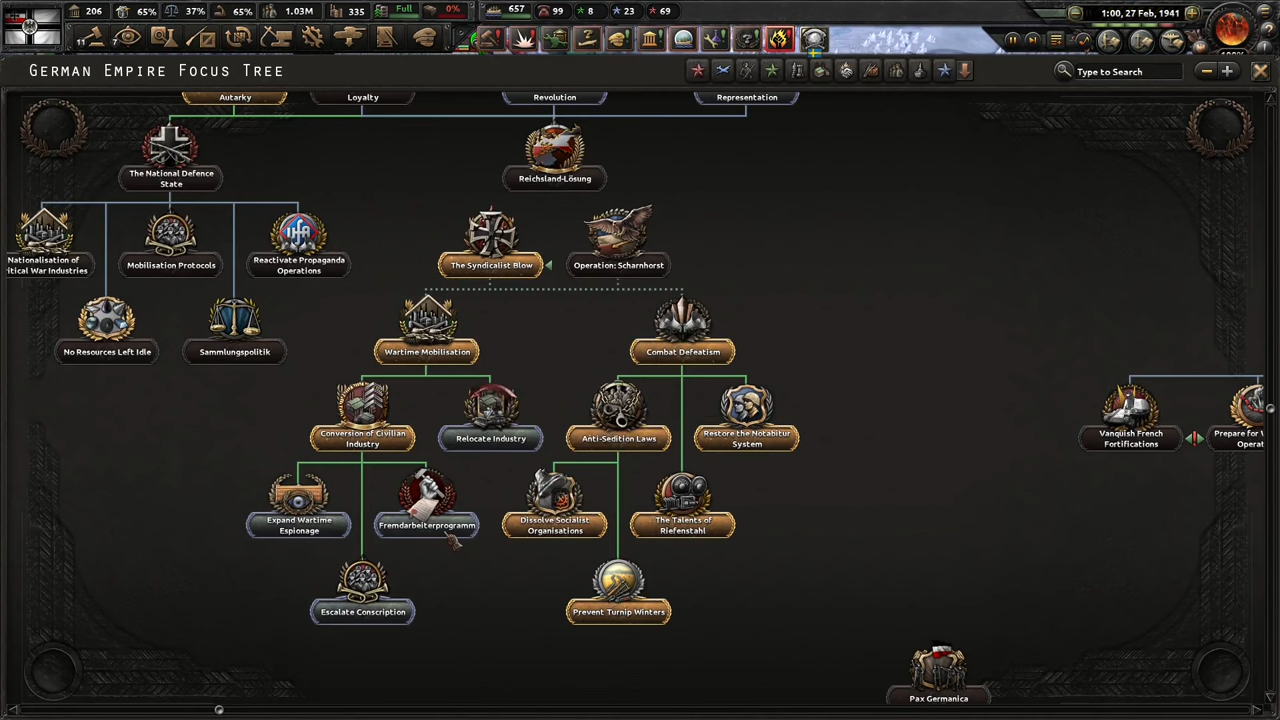 206 65% 37% 65% 1.03M 335 Full 0% 657 99 8 23 69
1:00, 27 Feb, 1941
11 7
German Empire Focus Tree
Type to Search
Autarky
Loyalty
Revolution
Representation
The National Defence
State
Reichsland-Lösung
Nationalisation of
itical War Industries
Mobilisation Protocols
Reactivate Propaganda
Operations
The Syndicalist Blow
Operation: Scharnhorst
No Resources Left Idle
Sammlungspolitik
Wartime Mobilisation
Combat Defeatism
Conversion of Civilian
Industry
Relocate Industry
Anti-Sedition Laws
Restore the Notabitur
System
Vanquish French
Fortifications
Prepare for W
Operat
Expand Wartime
Espionage
Fremdarbeiterprogramm
Dissolve Socialist
Organisations
The Talents of
Riefenstahl
Escalate Conscription
Prevent Turnip Winters
Pax Germanica